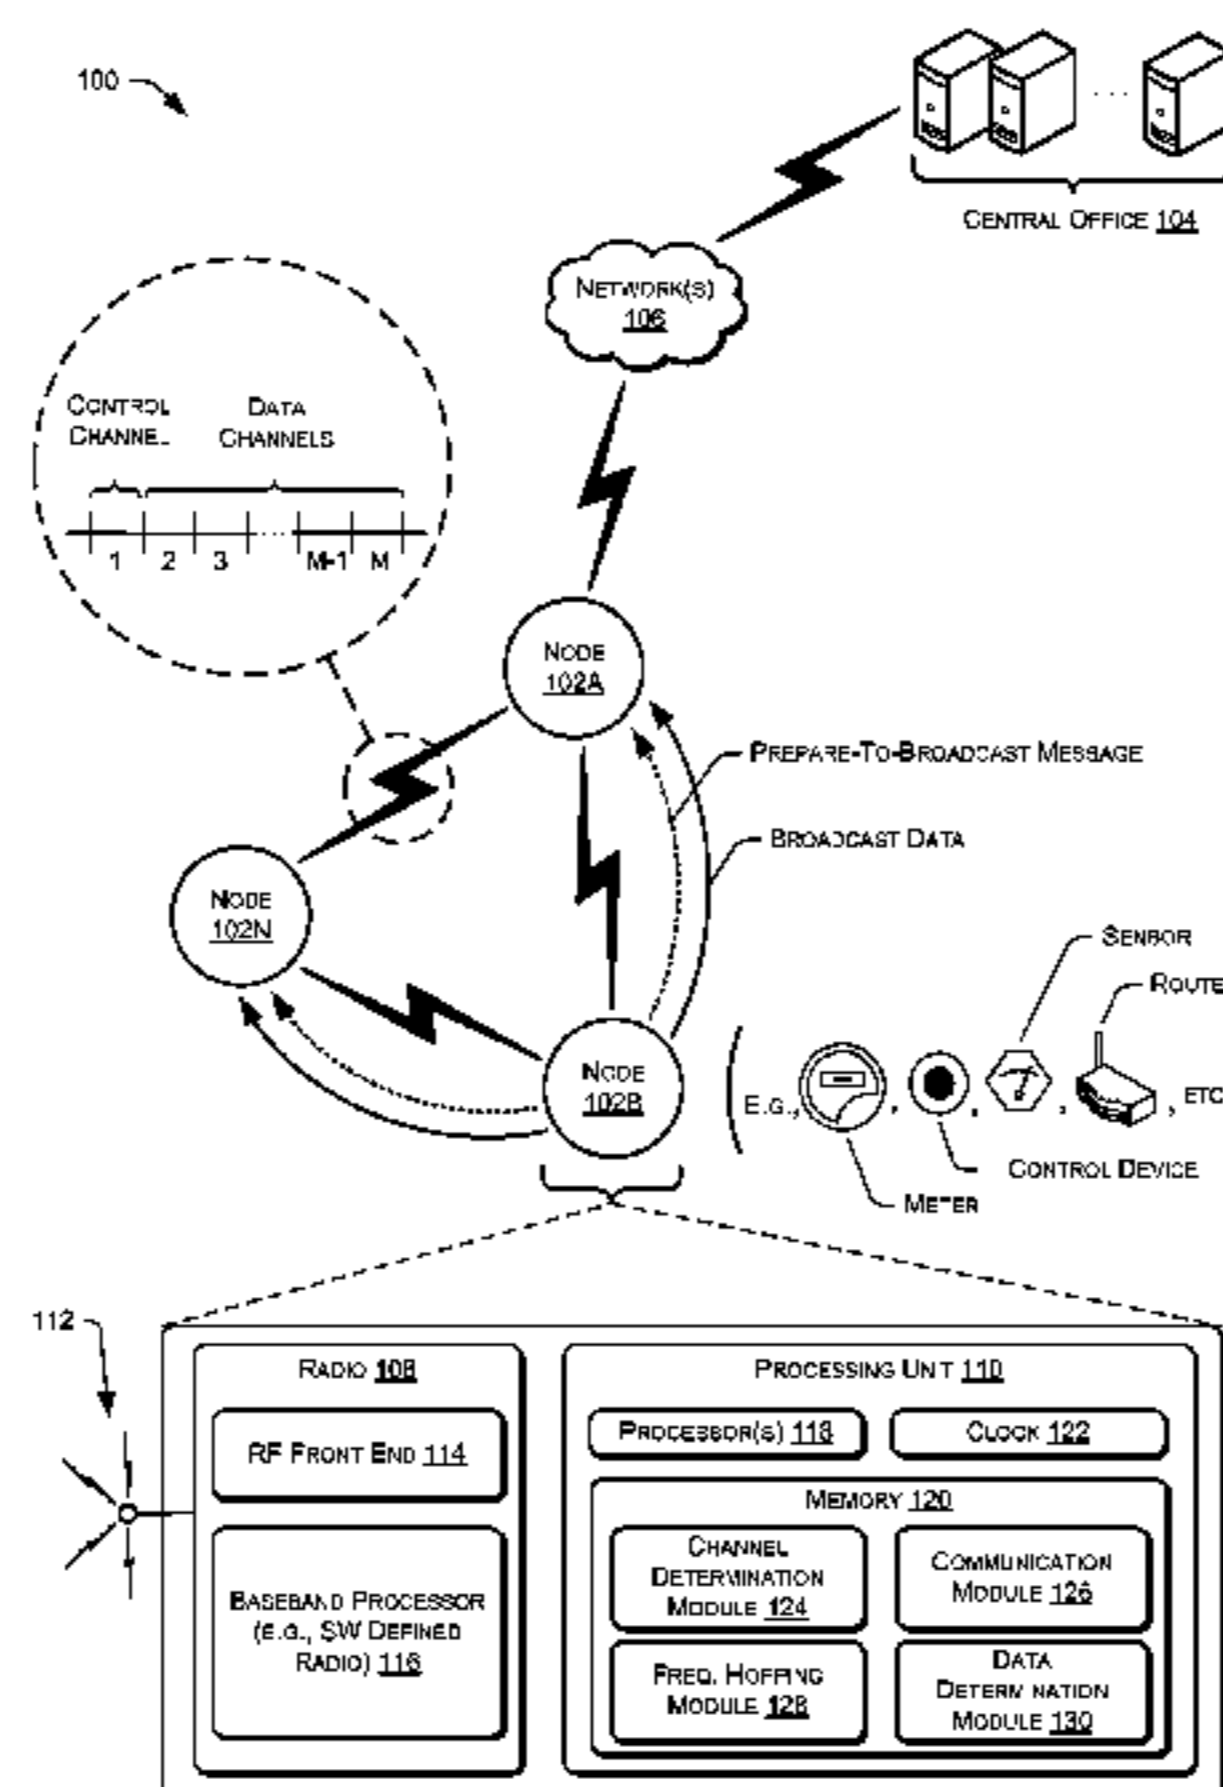 100
CENTRAL OFFICE 104
NETWORK(S)
106
CONTROL
CHANNEL
DATA
CHANNELS
1 2 3 ... M-1 M
NODE
102A
PREPARE-TO-BROADCAST MESSAGE
BROADCAST DATA
NODE
102N
SENSOR
ROUTE
NODE
102B
E.G., , , , , ETC
CONTROL DEVICE
METER
112
RADIO 108
PROCESSING UNIT 110
RF FRONT END 114
PROCESSOR(S) 118
CLOCK 122
MEMORY 120
BASEBAND PROCESSOR
(E.G., SW DEFINED
RADIO) 116
CHANNEL
DETERMINATION
MODULE 124
COMMUNICATION
MODULE 126
FREQ. HOPPING
MODULE 128
DATA
DETERMINATION
MODULE 130